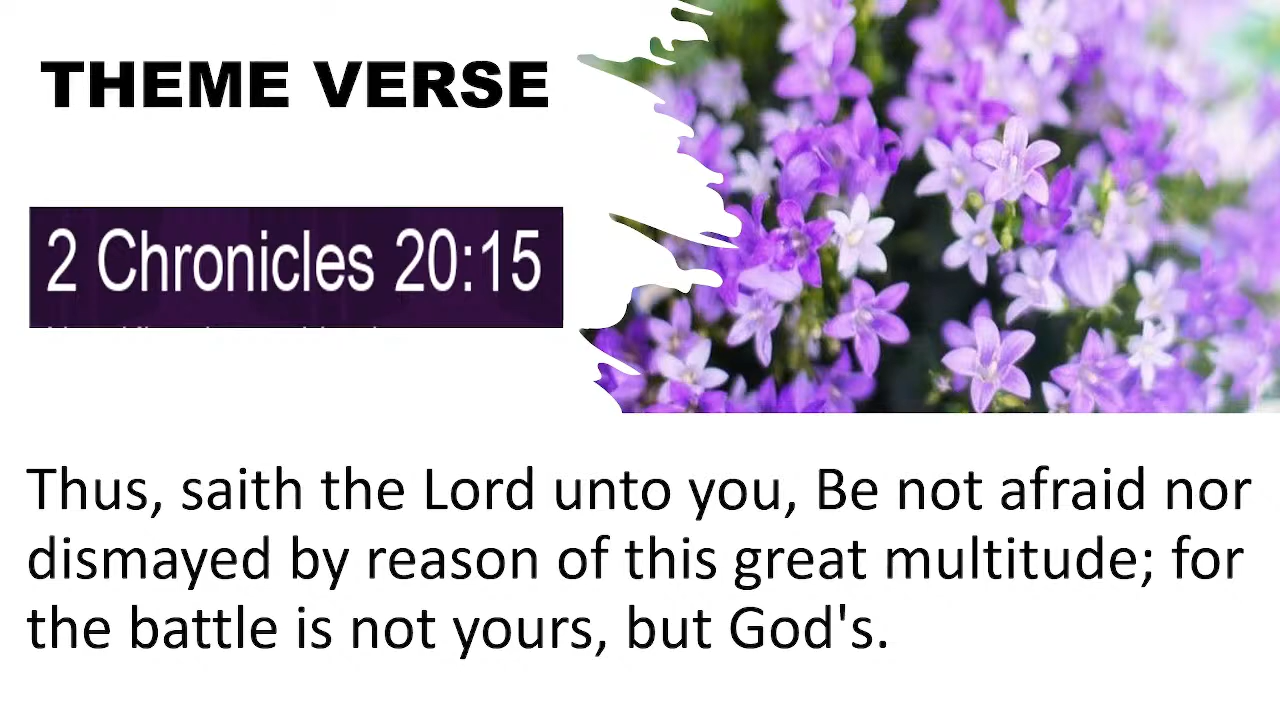 THEME VERSE
2 Chronicles 20:15
Thus, saith the Lord unto you, Be not afraid nor
dismayed by reason of this great multitude; for
the battle is not yours, but God's.